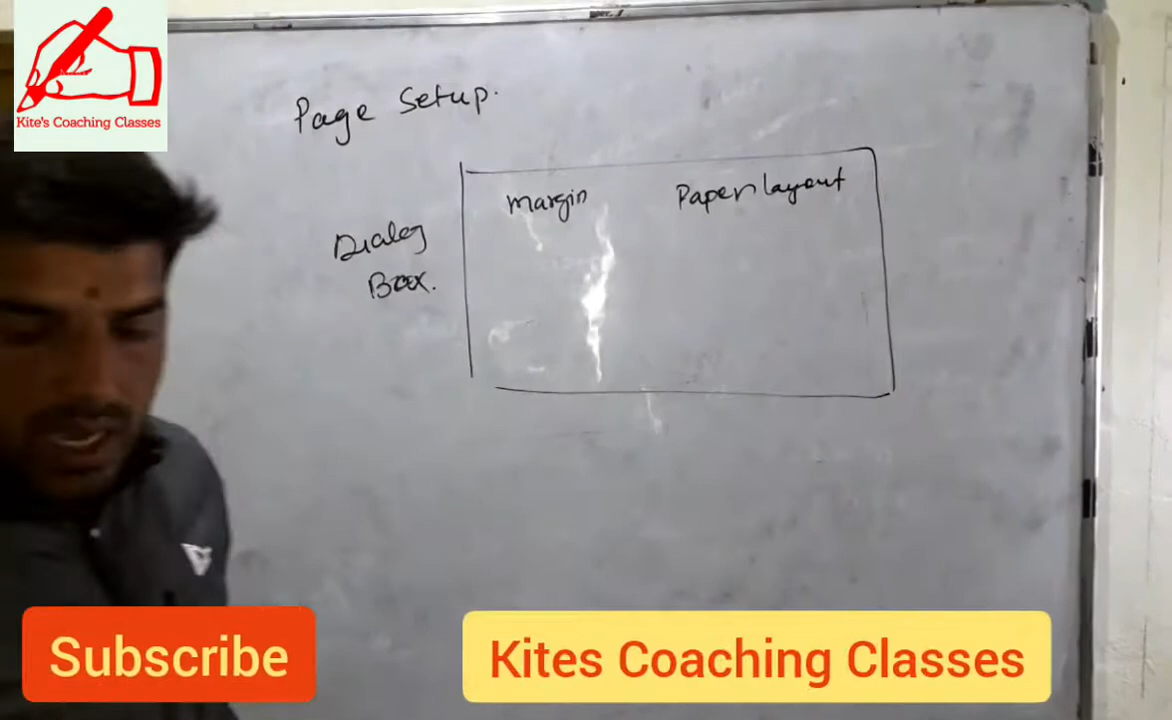 Kite's Coaching Classes
Page Setup.
Margin Paper layout
Dialog
Box.
Subscribe
Kites Coaching Classes